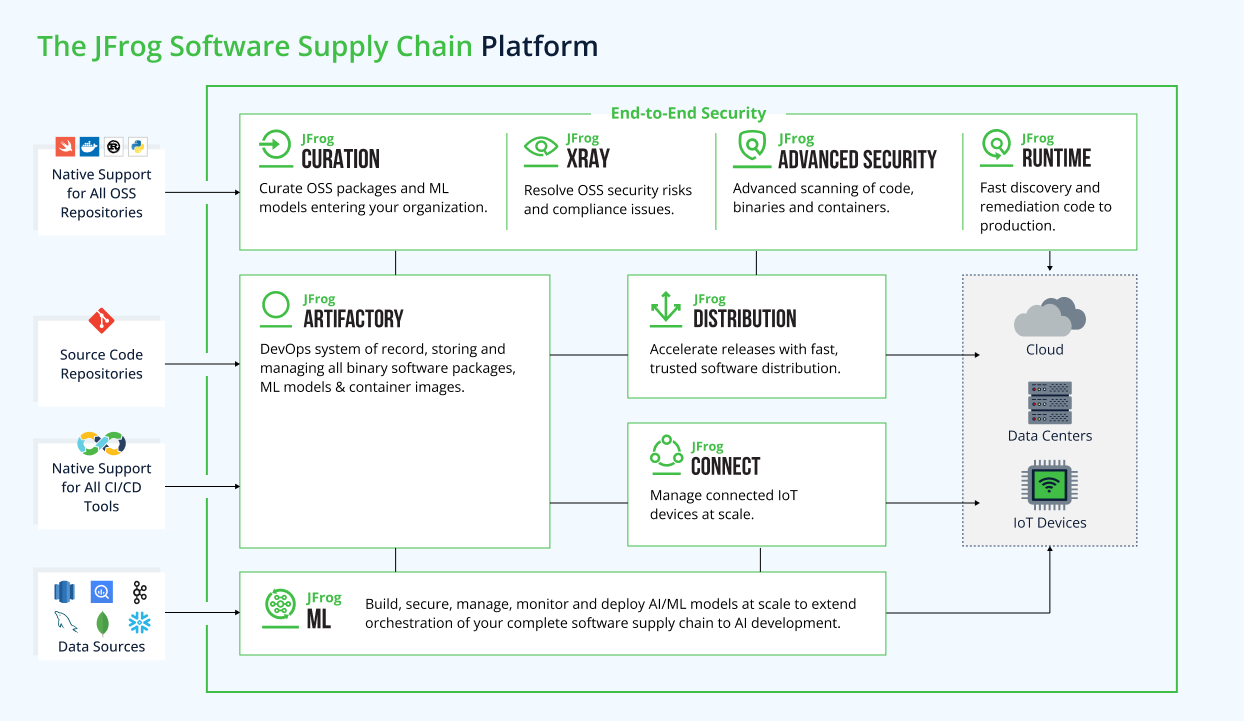 The JFrog Software Supply Chain Platform
End-to-End Security
Native Support
for All OSS
Repositories
JFrog
CURATION
Curate OSS packages and ML
models entering your organization.
JFrog
XRAY
Resolve OSS security risks
and compliance issues.
JFrog
ADVANCED SECURITY
Advanced scanning of code,
binaries and containers.
JFrog
RUNTIME
Fast discovery and
remediation code to
production.
Source Code
Repositories
Native Support
for All CI/CD
Tools
JFrog
ARTIFACTORY
DevOps system of record, storing and
managing all binary software packages,
ML models & container images.
JFrog
DISTRIBUTION
Accelerate releases with fast,
trusted software distribution.
JFrog
CONNECT
Manage connected IoT
devices at scale.
Cloud
Data Centers
IoT Devices
Data Sources
JFrog
ML
Build, secure, manage, monitor and deploy AI/ML models at scale to extend
orchestration of your complete software supply chain to AI development.